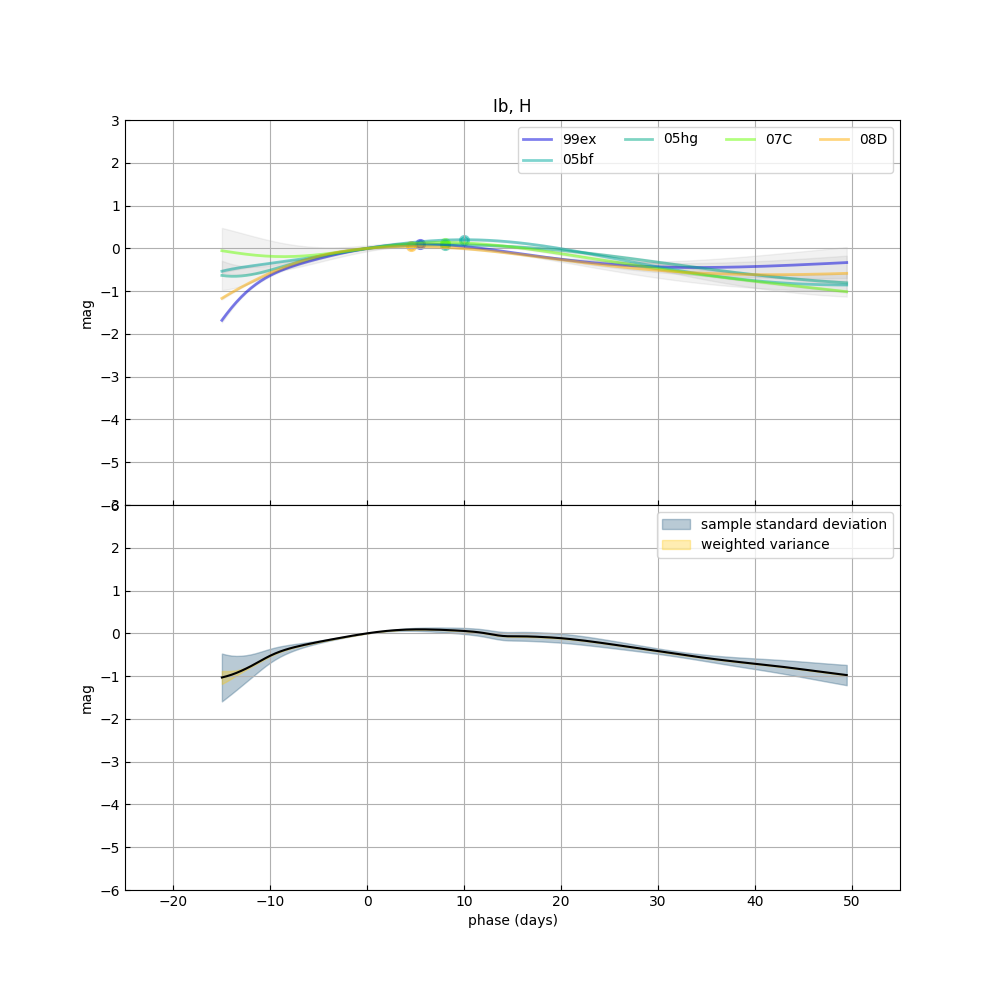 Ib, H
3
2
1
0
−1
−2
−3
−4
−5
−6
mag
99ex 05hg 07C 08D
05bf
3
2
1
0
−1
−2
−3
−4
−5
−6
mag
sample standard deviation
weighted variance
−20 −10 0 10 20 30 40 50
phase (days)